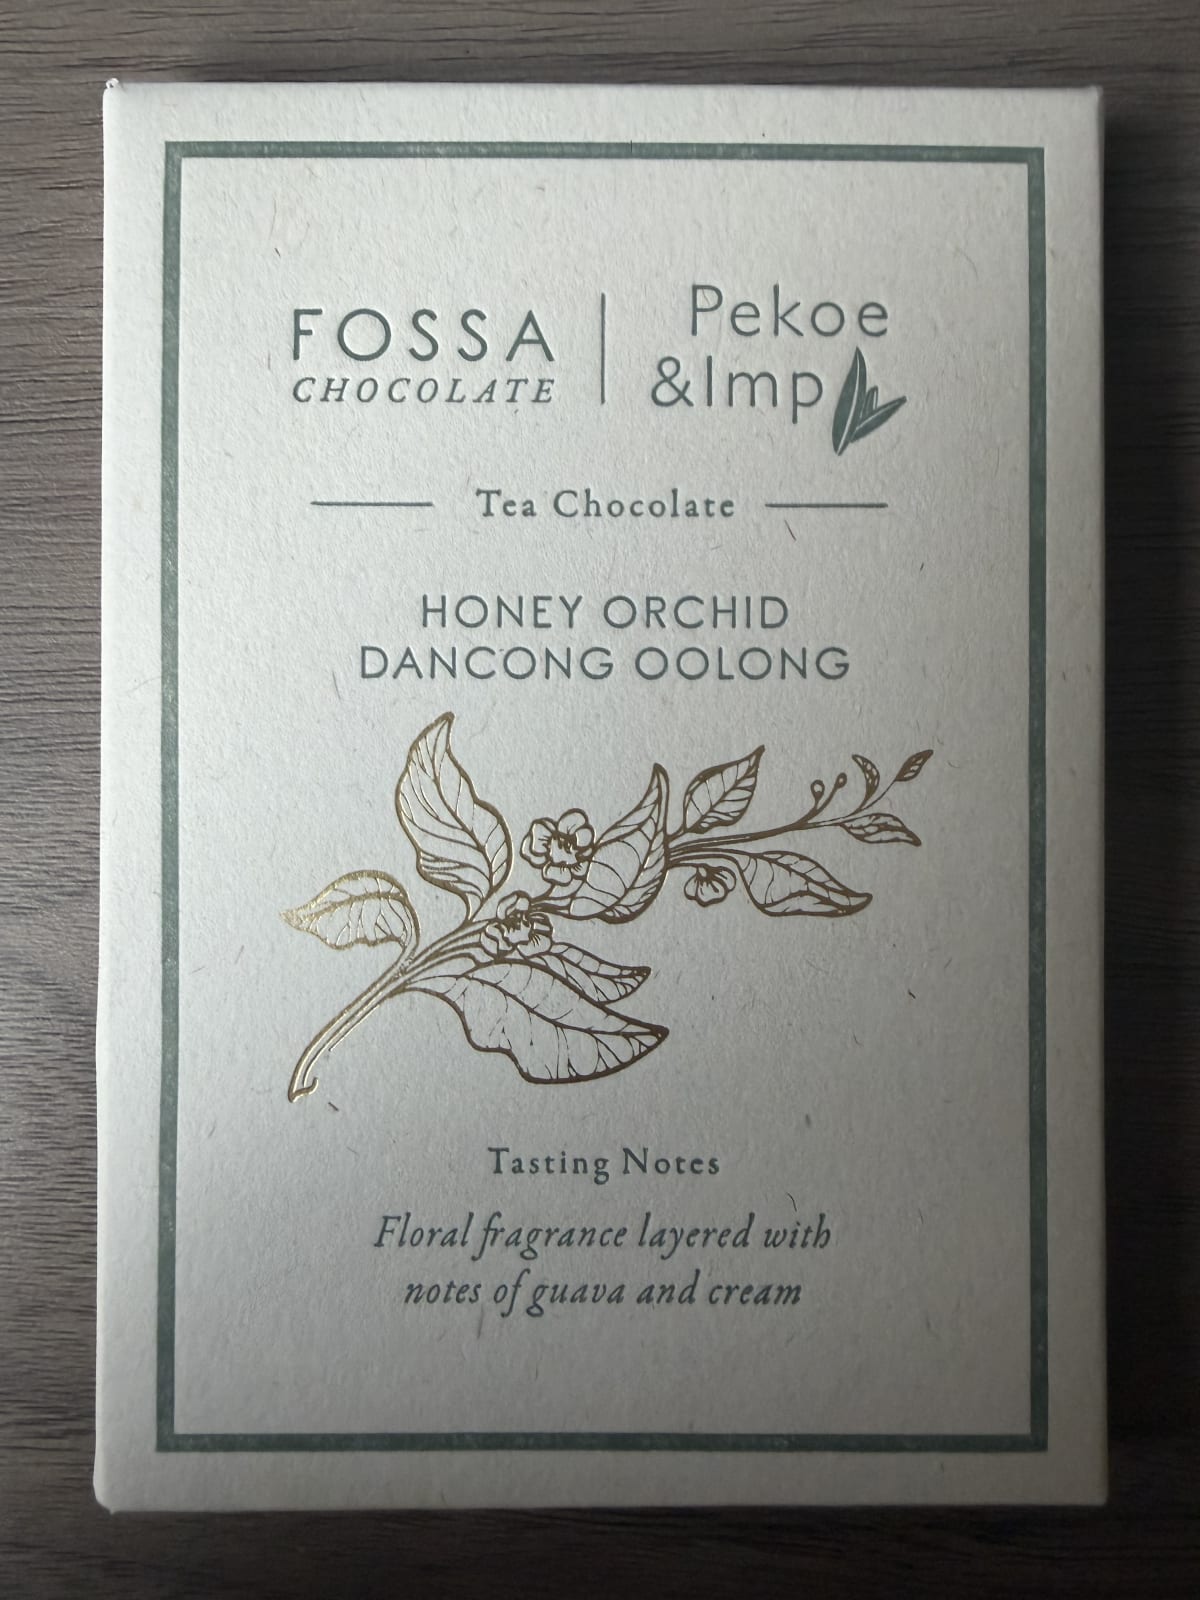 FOSSA
CHOCOLATE
Pekoe
&Imp
Tea Chocolate
HONEY ORCHID
DANCONG OOLONG
Tasting Notes
Floral fragrance layered with
notes of guava and cream